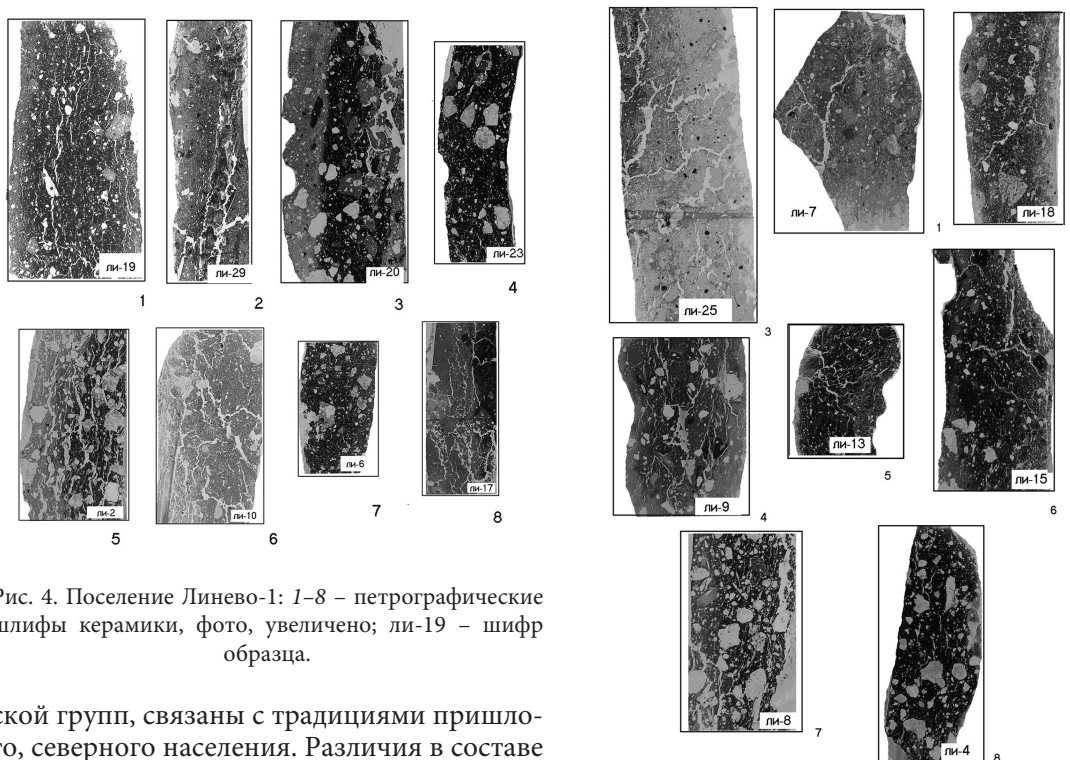 ли-19
1
ли-29
2
ли-20
3
ли-23
4
ли-2
5
ли-10
6
ли-6
7
ли-17
8
Рис. 4. Поселение Линево-1: 1–8 – петрографические
шлифы керамики, фото, увеличено; ли-19 – шифр
образца.
ской групп, связаны с традициями пришло-
го, северного населения. Различия в составе
ли-25
3
ли-7
1
ли-18
ли-9
4
ли-13
5
ли-15
6
ли-8
7
ли-4
8